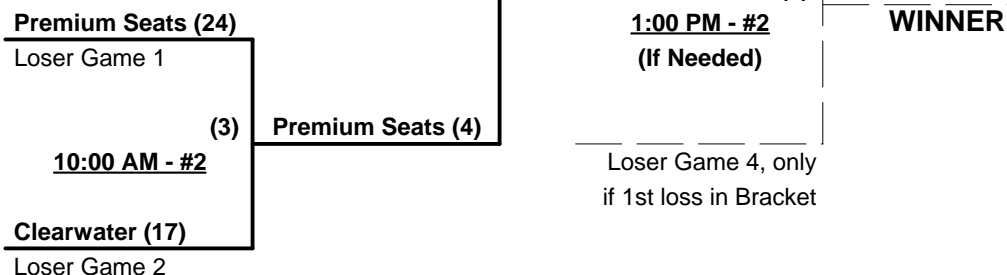 Premium Seats (24)
Loser Game 1
(3)
10:00 AM - #2
Premium Seats (4)
Clearwater (17)
Loser Game 2
1:00 PM - #2
(If Needed)
WINNER
Loser Game 4, only
if 1st loss in Bracket